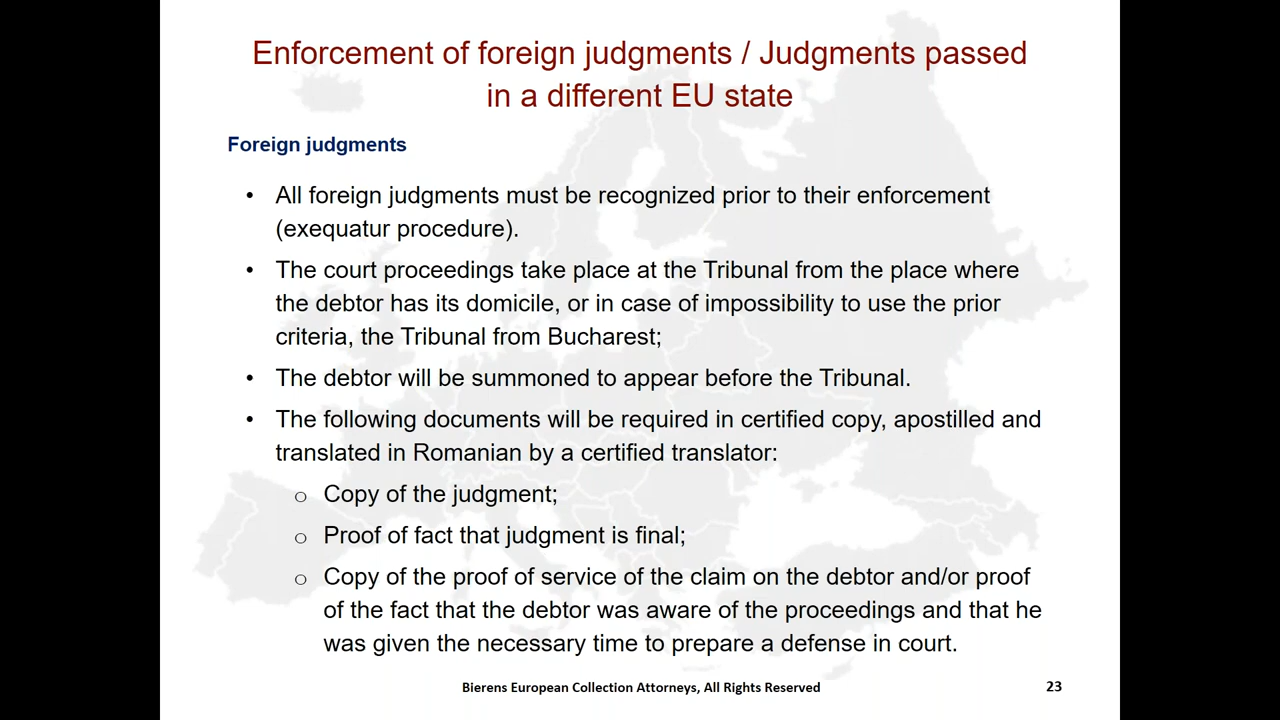 Enforcement of foreign judgments / Judgments passed
in a different EU state
Foreign judgments
• All foreign judgments must be recognized prior to their enforcement
(exequatur procedure).
• The court proceedings take place at the Tribunal from the place where
the debtor has its domicile, or in case of impossibility to use the prior
criteria, the Tribunal from Bucharest;
• The debtor will be summoned to appear before the Tribunal.
• The following documents will be required in certified copy, apostilled and
translated in Romanian by a certified translator:
o Copy of the judgment;
o Proof of fact that judgment is final;
o Copy of the proof of service of the claim on the debtor and/or proof
of the fact that the debtor was aware of the proceedings and that he
was given the necessary time to prepare a defense in court.
Bierens European Collection Attorneys, All Rights Reserved
23